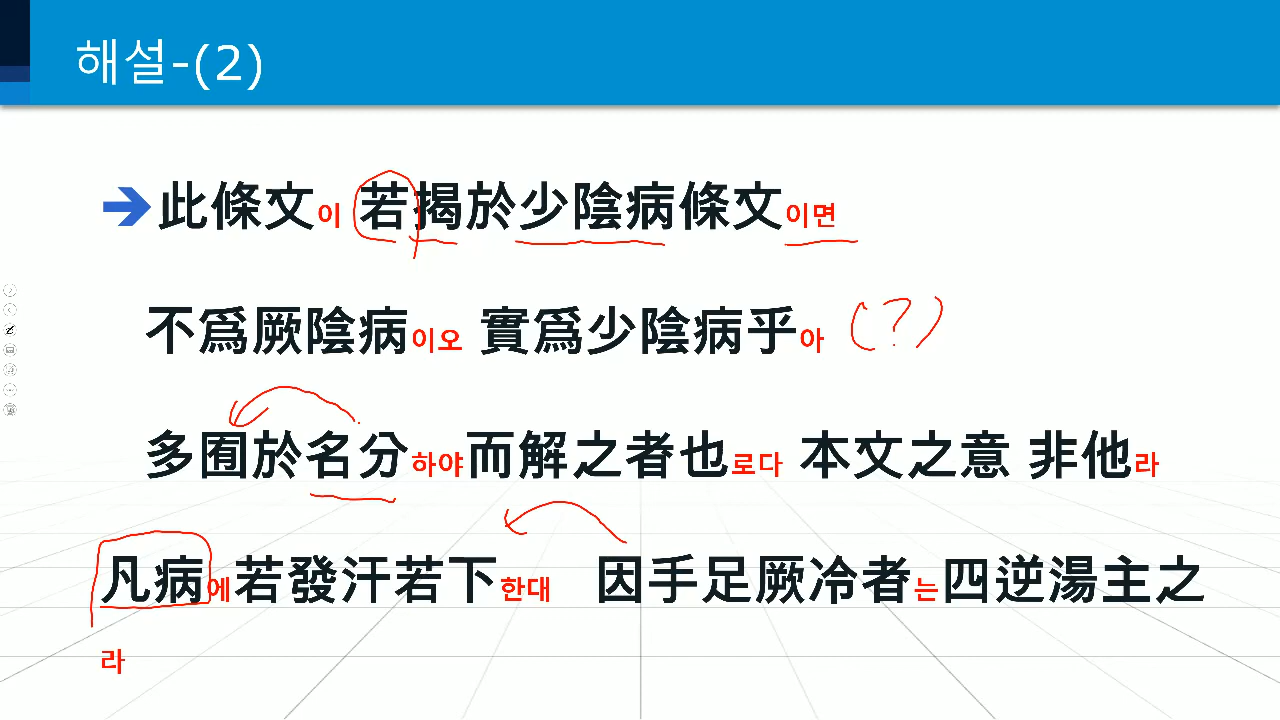 해설-(2)
此條文이 若揭於少陰病條文이면
不爲厥陰病이오 實爲少陰病乎아 (?)
多囿於名分하야而解之者也로다 本文之意 非他라
凡病에若發汗若下한대 因手足厥冷者는四逆湯主之
라